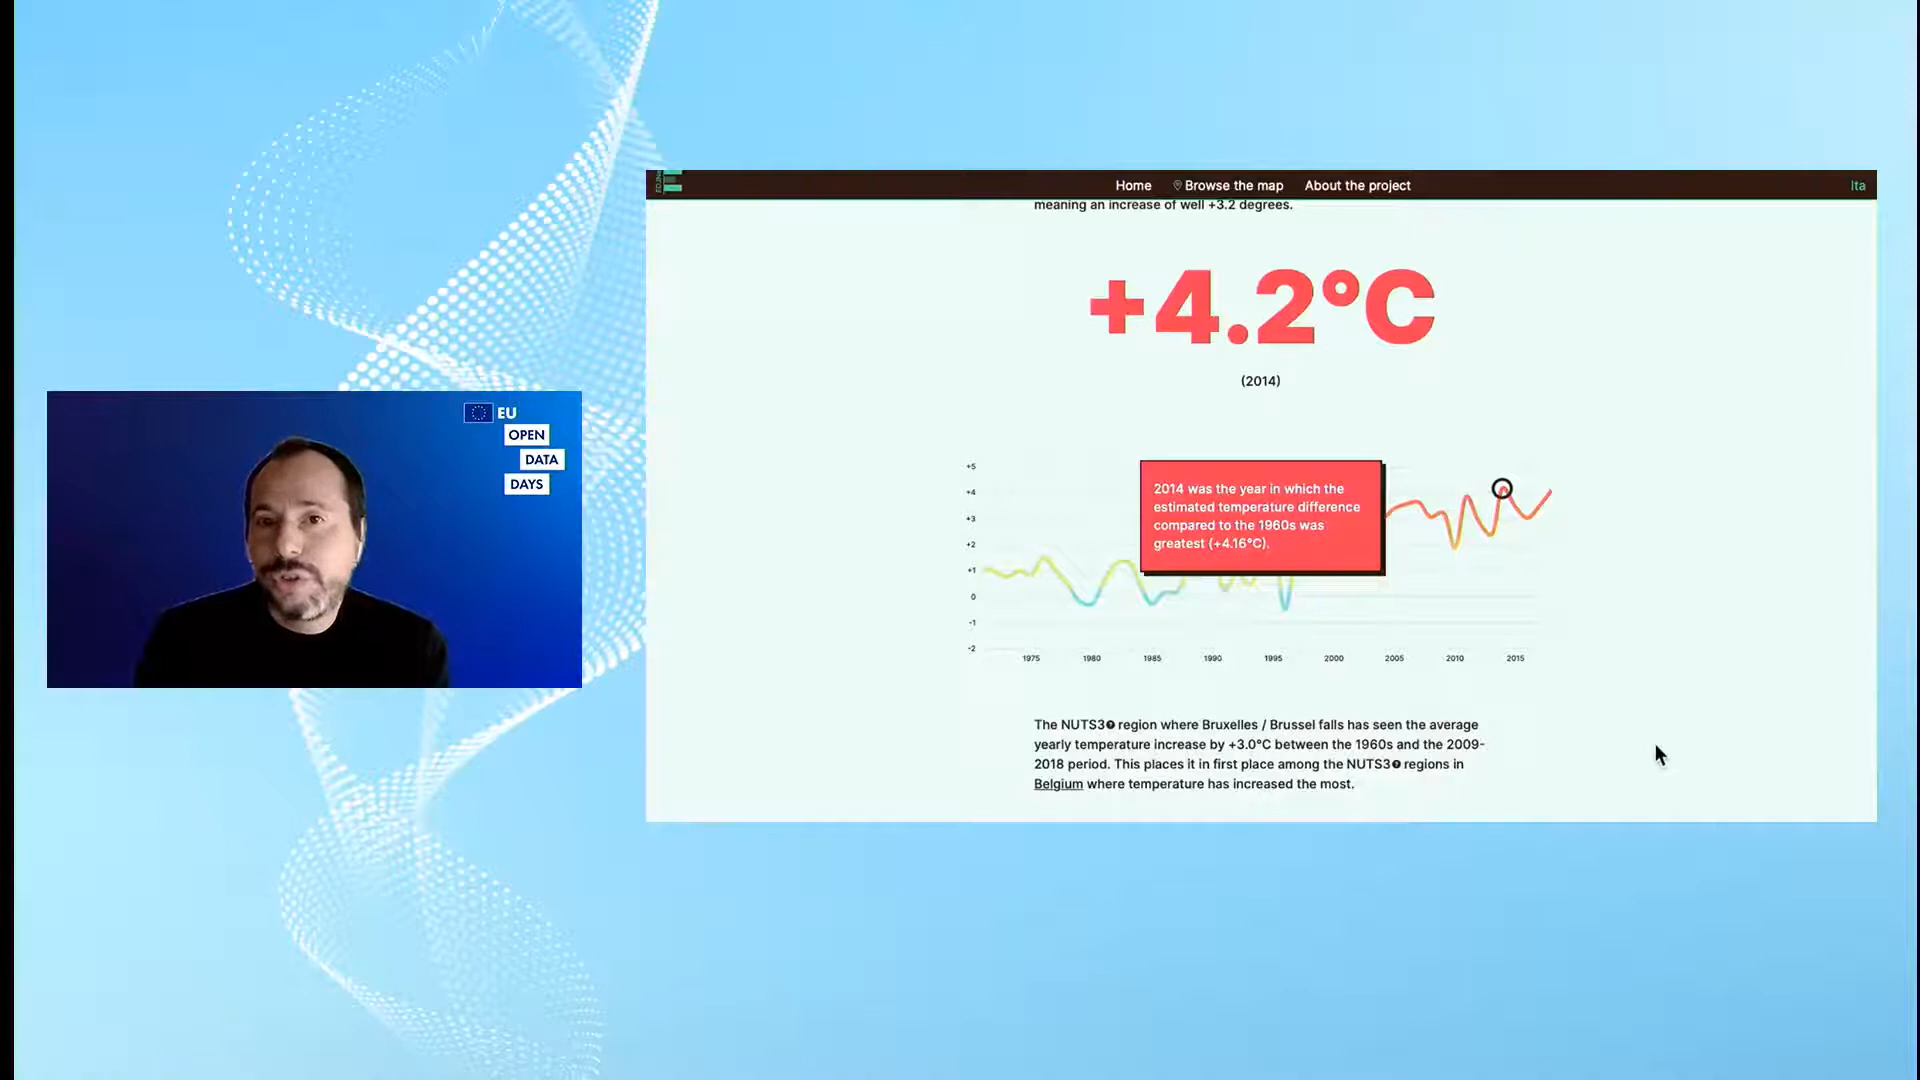 EU
OPEN
DATA
DAYS
Home
Browse the map
About the project
Ita
meaning an increase of well +3.2 degrees.
+4.2°C
(2014)
+5
+4
+3
+2
+1
0
-1
-2
2014 was the year in which the
estimated temperature difference
compared to the 1960s was
greatest (+4.16°C).
1975
1980
1985
1990
1995
2000
2005
2010
2015
The NUTS3? region where Bruxelles / Brussel falls has seen the average
yearly temperature increase by +3.0°C between the 1960s and the 2009-
2018 period. This places it in first place among the NUTS3? regions in
Belgium where temperature has increased the most.